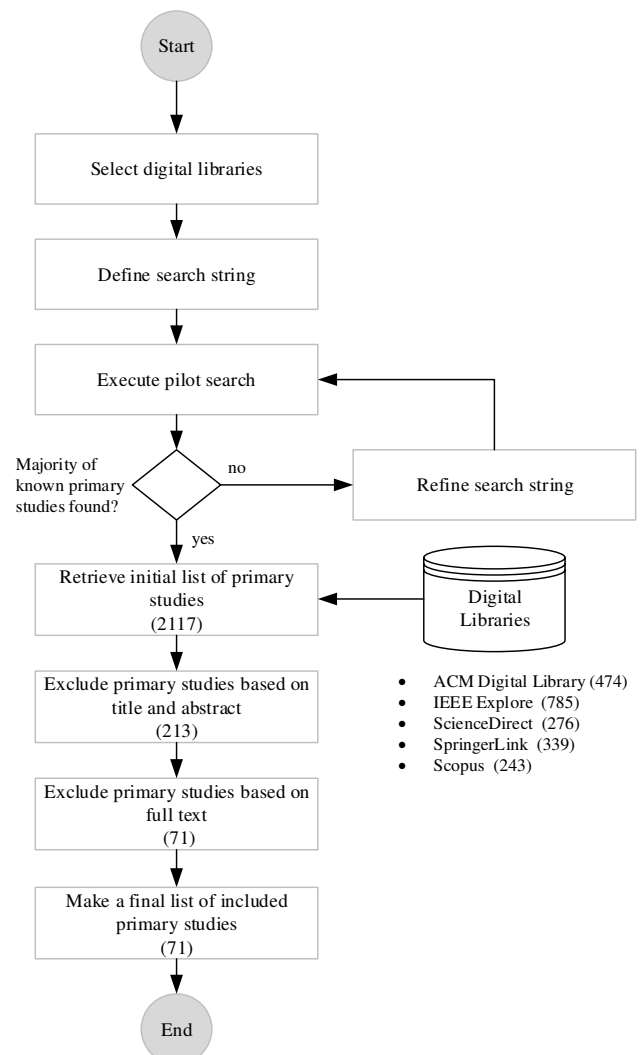 Start
Select digital libraries
Define search string
Execute pilot search
Majority of
known primary
studies found?
no
Refine search string
yes
Retrieve initial list of primary
studies
(2117)
Digital
Libraries
Exclude primary studies based on
title and abstract
(213)
• ACM Digital Library (474)
• IEEE Explore (785)
• ScienceDirect (276)
• SpringerLink (339)
• Scopus (243)
Exclude primary studies based on
full text
(71)
Make a final list of included
primary studies
(71)
End